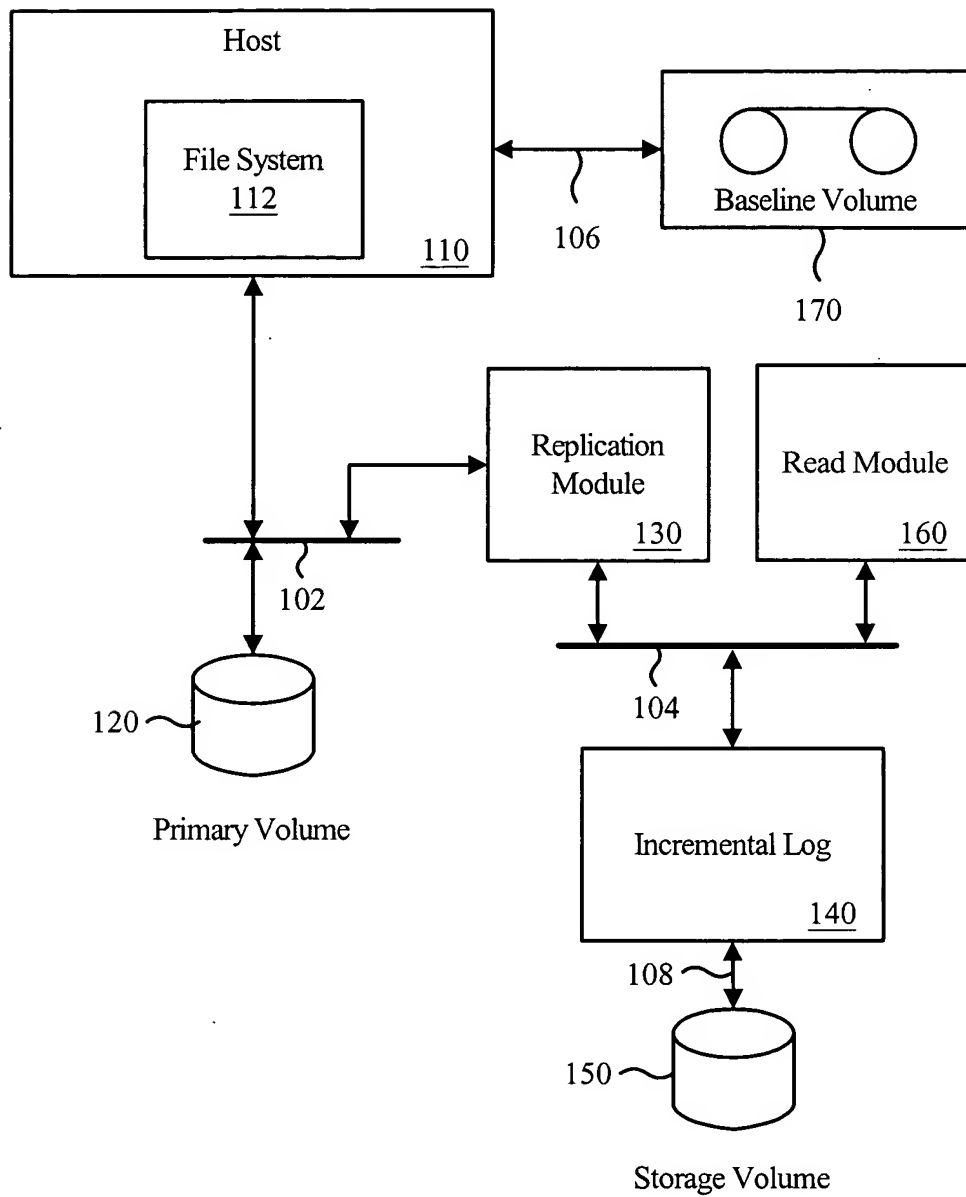 Host
File System
112
110
106
Baseline Volume
170
Replication
Module
130
Read Module
160
102
104
120
Primary Volume
Incremental Log
140
108
150
Storage Volume